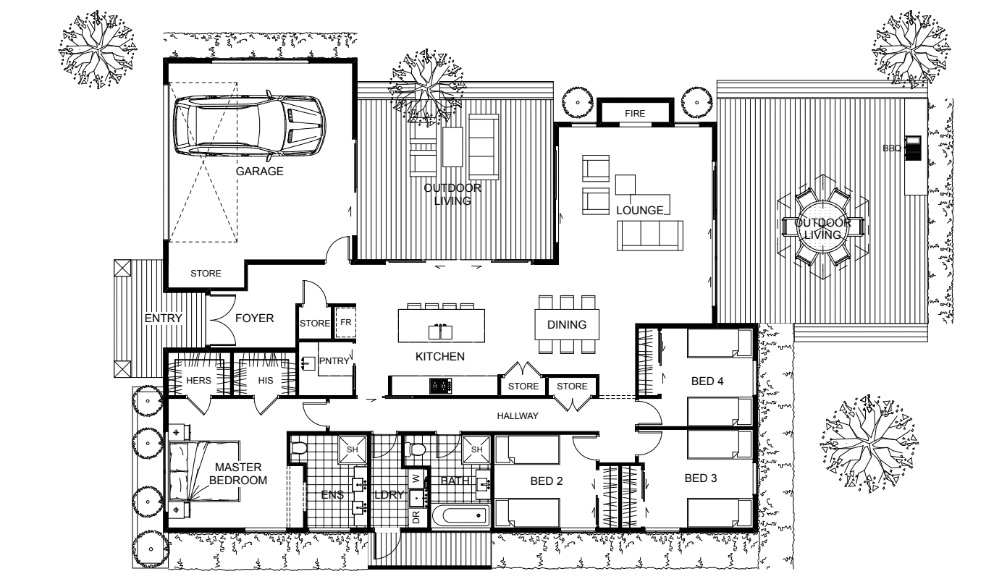 FIRE
BBQ
GARAGE
OUTDOOR
LIVING
LOUNGE
OUTDOOR
LIVING
STORE
ENTRY
FOYER
STORE
FR
DINING
KITCHEN
PNTRY
HERS
HIS
STORE
STORE
BED 4
HALLWAY
SH
SH
MASTER
BEDROOM
ENS
LDRY
W
BATH
BED 2
BED 3
DR